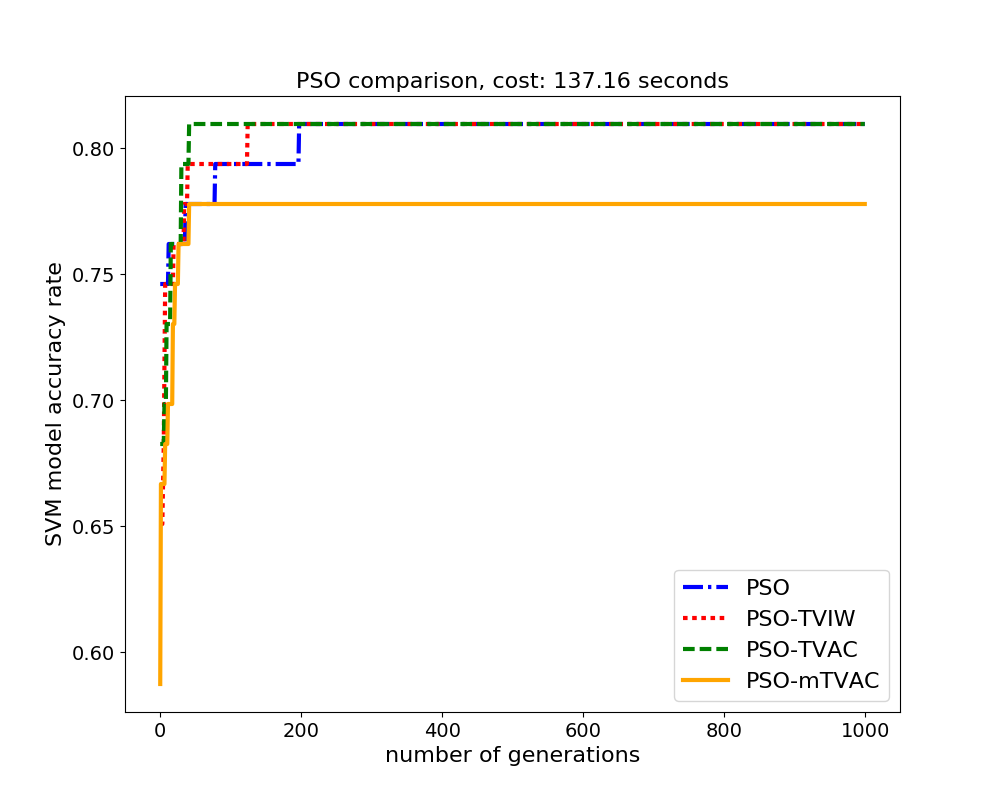 PSO comparison, cost: 137.16 seconds
SVM model accuracy rate
0.80
0.75
0.70
0.65
0.60
0
200
400
600
800
1000
number of generations
PSO
PSO-TVIW
PSO-TVAC
PSO-mTVAC